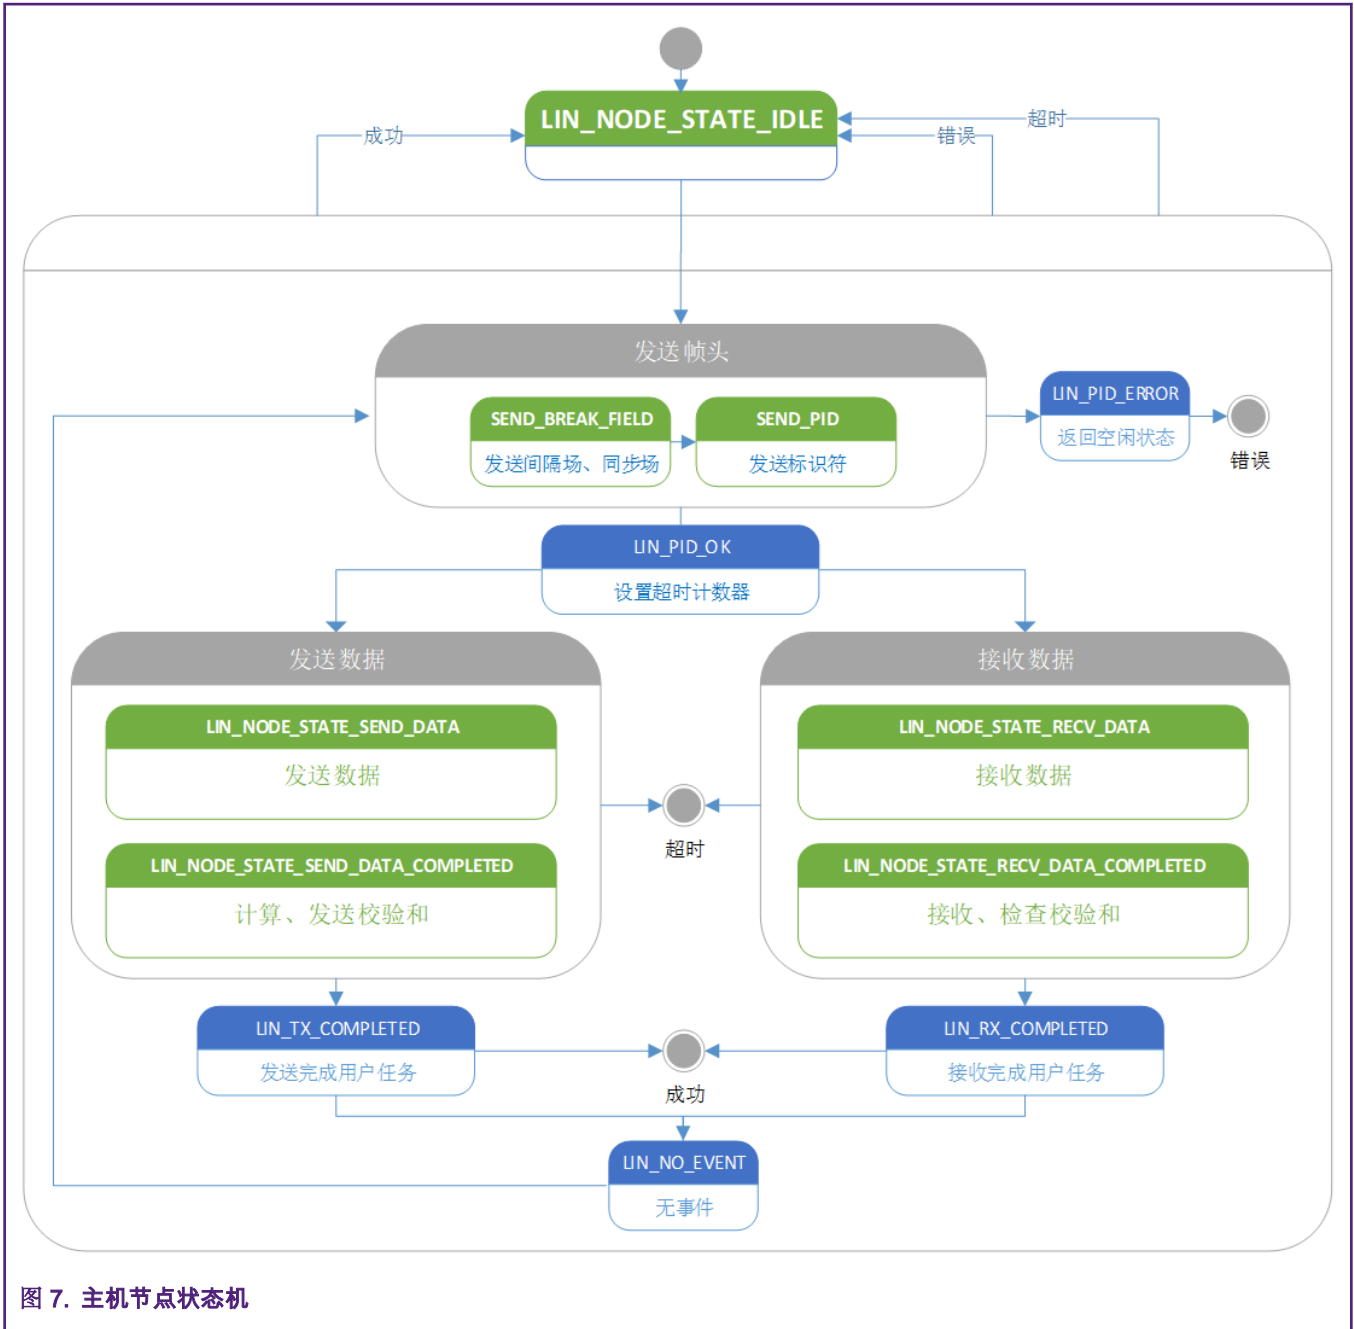 LIN_NODE_STATE_IDLE
超时
成功
错误
发送帧头
LIN_PID_ERROR
SEND_BREAK_FIELD
SEND_PID
返回空闲状态
发送间隔场、同步场
发送标识符
错误
LIN_PID_OK
设置超时计数器
发送数据
接收数据
LIN_NODE_STATE_SEND_DATA
LIN_NODE_STATE_RECV_DATA
发送数据
接收数据
超时
LIN_NODE_STATE_SEND_DATA_COMPLETED
LIN_NODE_STATE_RECV_DATA_COMPLETED
计算、发送校验和
接收、检查校验和
LIN_TX_COMPLETED
LIN_RX_COMPLETED
发送完成用户任务
接收完成用户任务
成功
LIN_NO_EVENT
无事件
图 7. 主机节点状态机